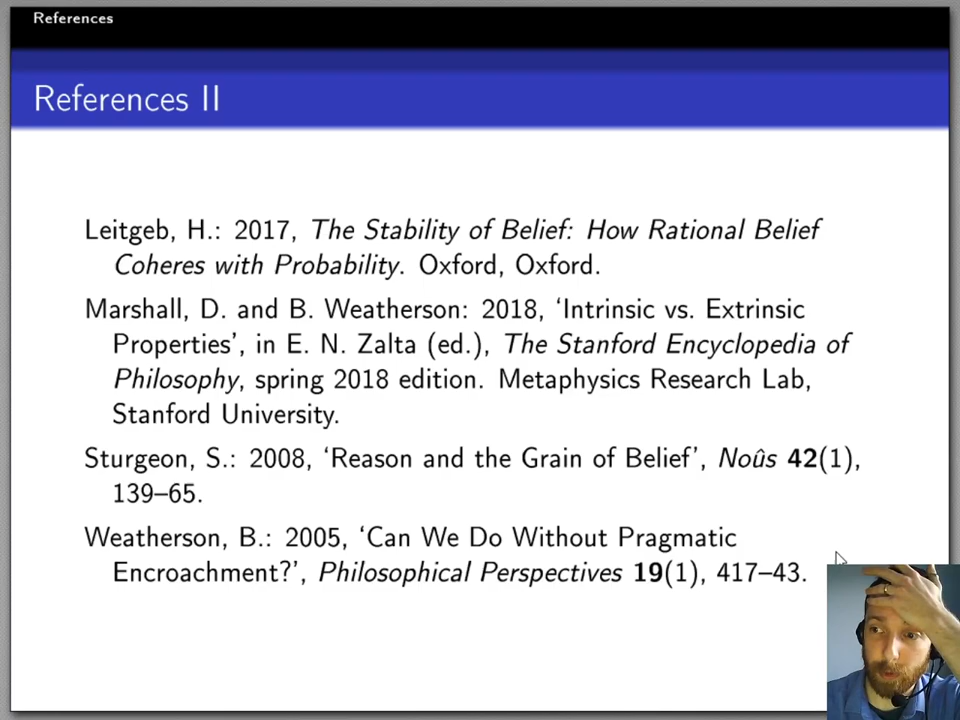 References
References II
Leitgeb, H.: 2017, The Stability of Belief: How Rational Belief
Coheres with Probability. Oxford, Oxford.
Marshall, D. and B. Weatherson: 2018, ‘Intrinsic vs. Extrinsic
Properties’, in E. N. Zalta (ed.), The Stanford Encyclopedia of
Philosophy, spring 2018 edition. Metaphysics Research Lab,
Stanford University.
Sturgeon, S.: 2008, ‘Reason and the Grain of Belief’, Noûs 42(1),
139–65.
Weatherson, B.: 2005, ‘Can We Do Without Pragmatic
Encroachment?’, Philosophical Perspectives 19(1), 417–43.